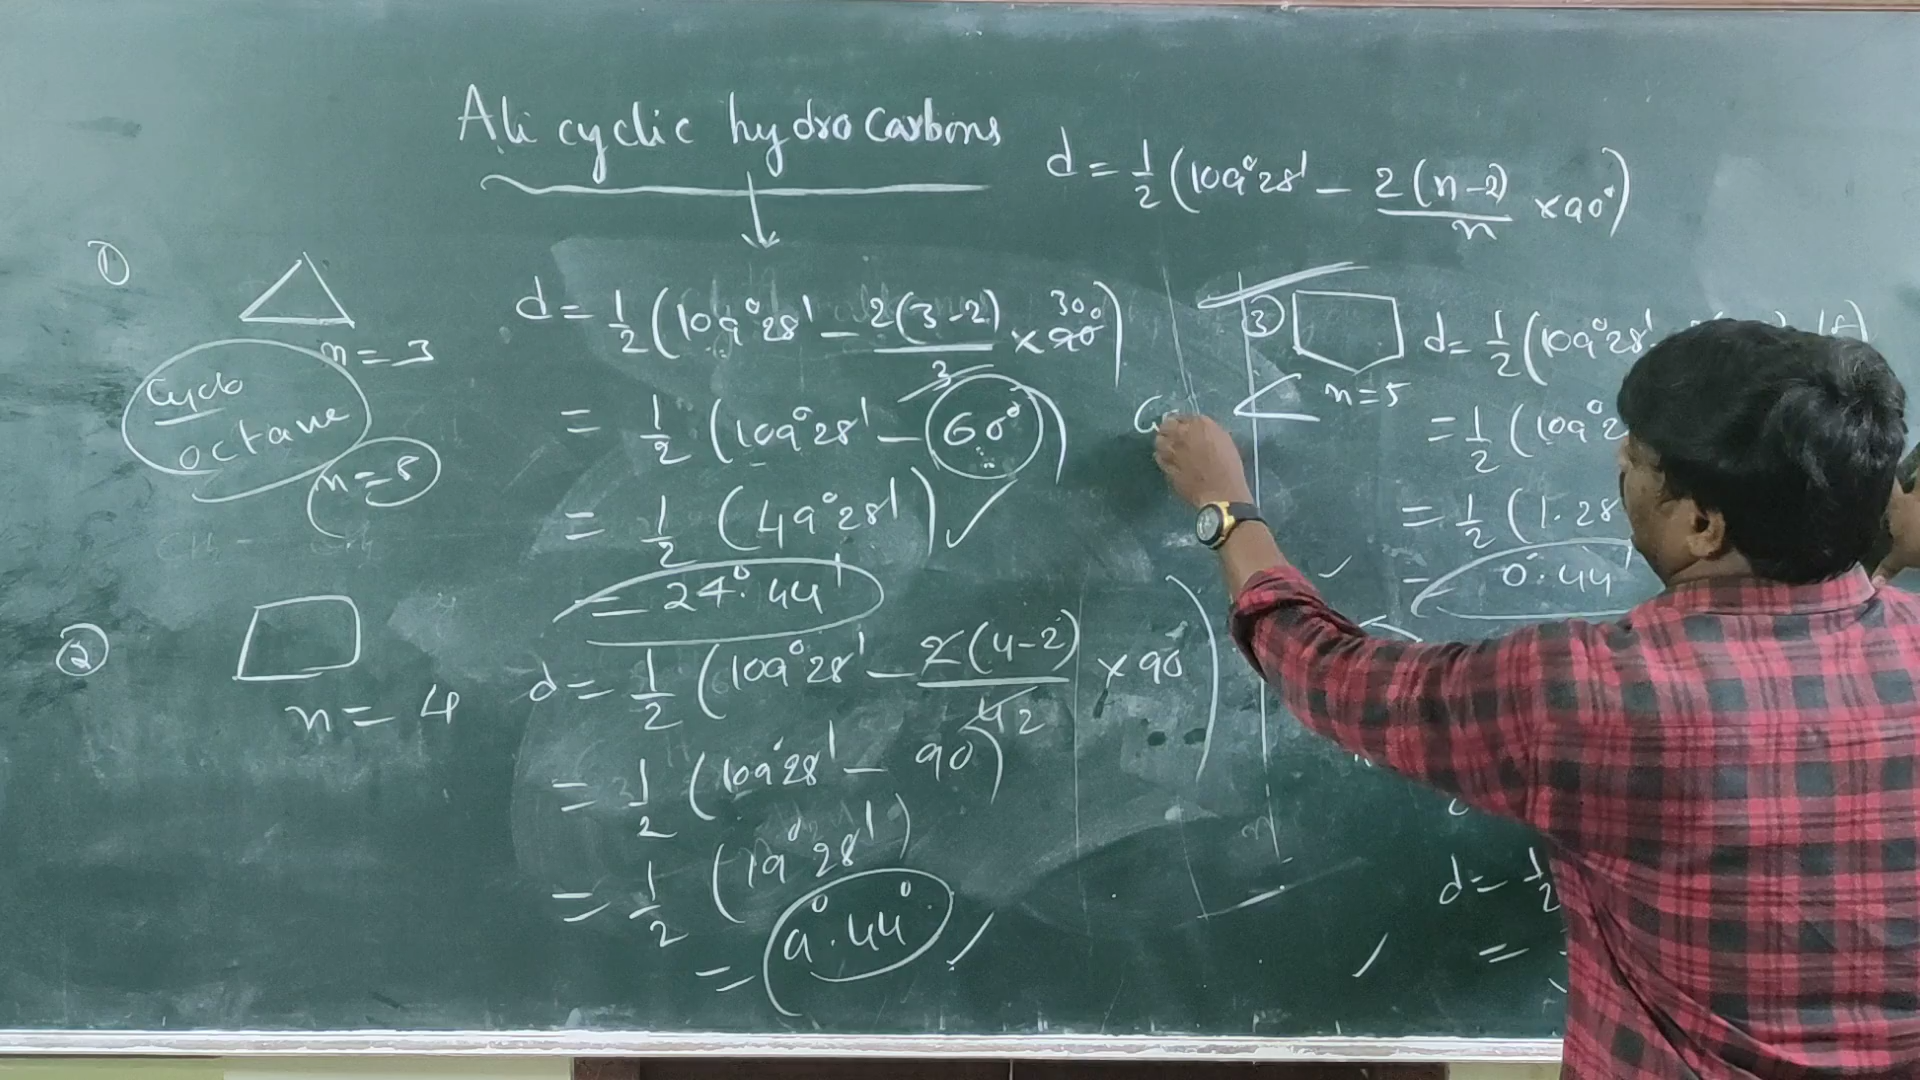 Ali cyclic hydrocarbons
d = 1/2 (109°28' - 2(n-2)/n ×90°)
①
n = 3
Cyclo
octane
n=8
d = 1/2 (109°28' - 2(3-2)/3 × 90° 30°)
= 1/2 (109°28' - 60°)
= 1/2 (49°28')
= 24°.44'
②
n = 4
d = 1/2 (109°28' - 2(4-2)/4 2 × 90)
= 1/2 (109°28' - 90)
= 1/2 (19°28')
= 9°.44°
③
n=5
d= 1/2 (109°28'
= 1/2 (109°2
= 1/2 (1.28
0°.44'
d= 1/2
=